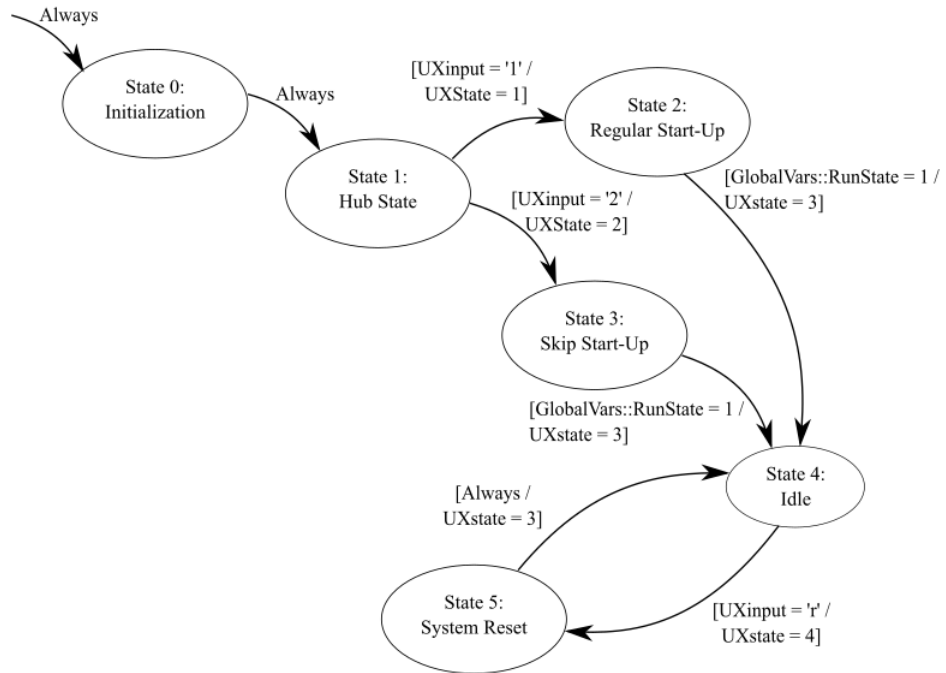 Always
State 0:
Initialization
Always
State 1:
Hub State
[UXinput = '1' /
UXState = 1]
State 2:
Regular Start-Up
[UXinput = '2' /
UXState = 2]
[GlobalVars::RunState = 1 /
UXstate = 3]
State 3:
Skip Start-Up
[GlobalVars::RunState = 1 /
UXstate = 3]
State 4:
Idle
[Always /
UXstate = 3]
State 5:
System Reset
[UXinput = 'r' /
UXstate = 4]